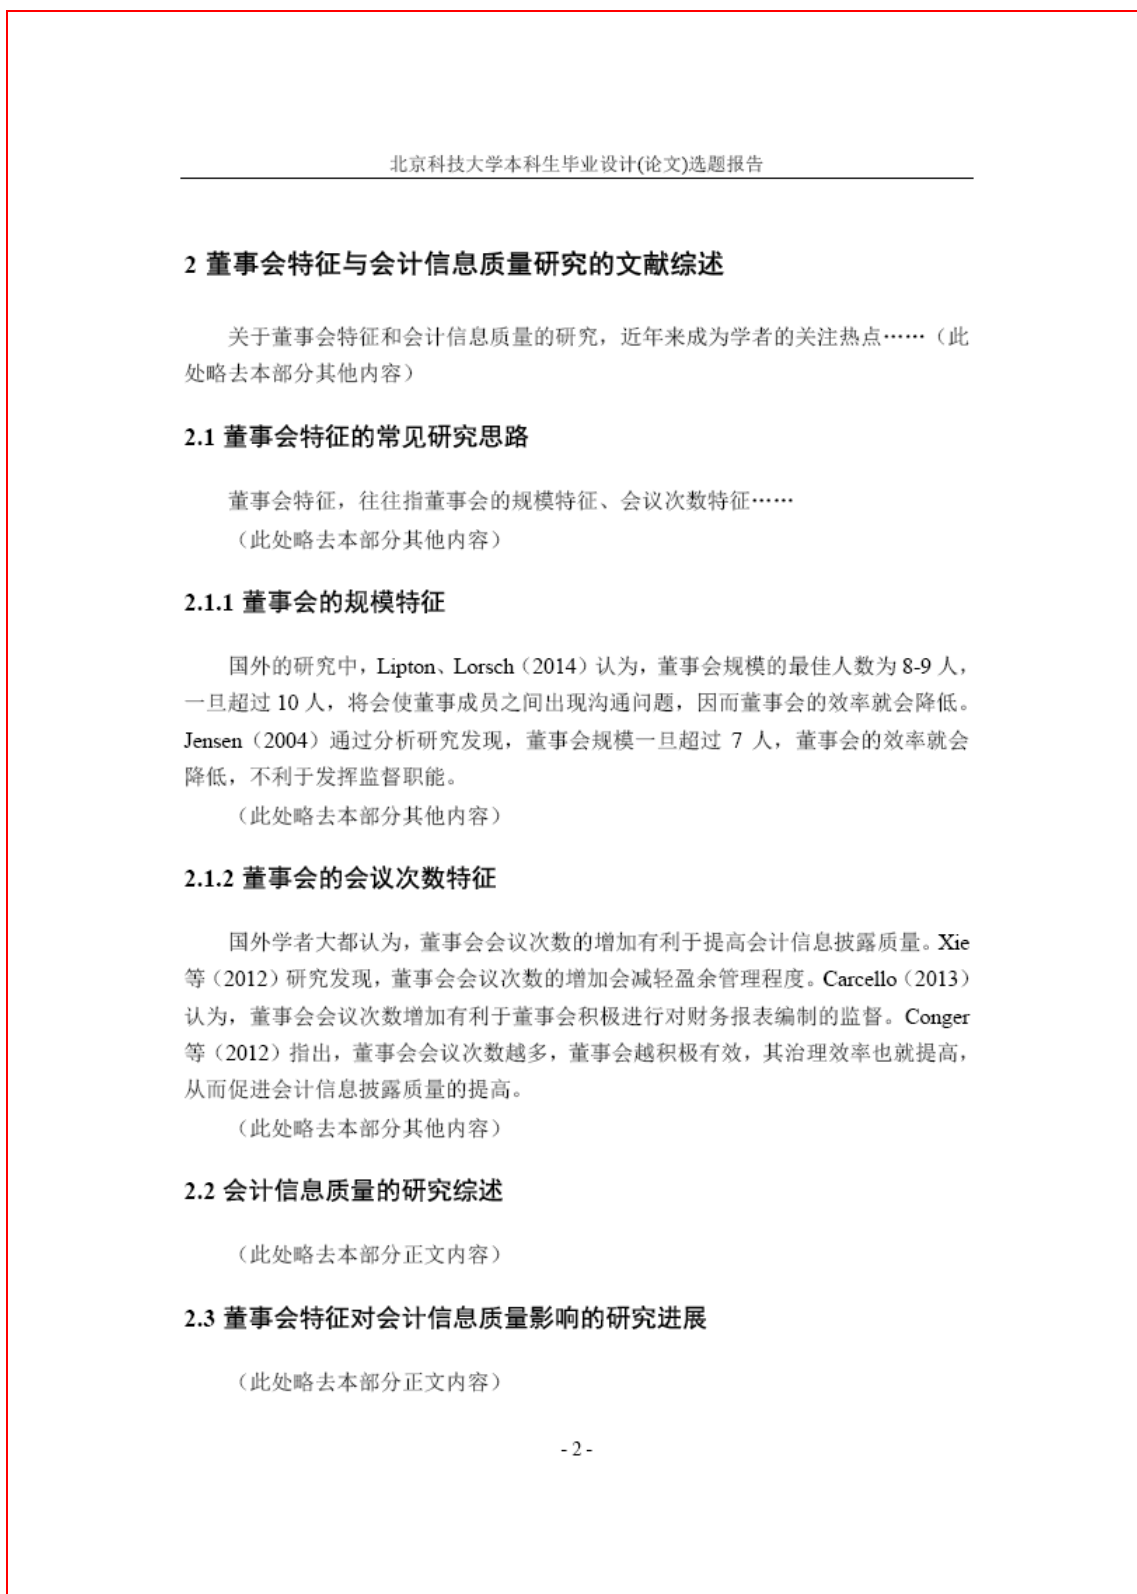 北京科技大学本科生毕业设计(论文)选题报告
2 董事会特征与会计信息质量研究的文献综述
关于董事会特征和会计信息质量的研究，近年来成为学者的关注热点……（此
处略去本部分其他内容）
2.1 董事会特征的常见研究思路
董事会特征，往往指董事会的规模特征、会议次数特征……
（此处略去本部分其他内容）
2.1.1 董事会的规模特征
国外的研究中，Lipton、Lorsch（2014）认为，董事会规模的最佳人数为 8-9 人，
一旦超过 10 人，将会使董事成员之间出现沟通问题，因而董事会的效率就会降低。
Jensen（2004）通过分析研究发现，董事会规模一旦超过 7 人，董事会的效率就会
降低，不利于发挥监督职能。
（此处略去本部分其他内容）
2.1.2 董事会的会议次数特征
国外学者大都认为，董事会会议次数的增加有利于提高会计信息披露质量。Xie
等（2012）研究发现，董事会会议次数的增加会减轻盈余管理程度。Carcello（2013）
认为，董事会会议次数增加有利于董事会积极进行对财务报表编制的监督。Conger
等（2012）指出，董事会会议次数越多，董事会越积极有效，其治理效率也就提高，
从而促进会计信息披露质量的提高。
（此处略去本部分其他内容）
2.2 会计信息质量的研究综述
（此处略去本部分正文内容）
2.3 董事会特征对会计信息质量影响的研究进展
（此处略去本部分正文内容）
- 2 -